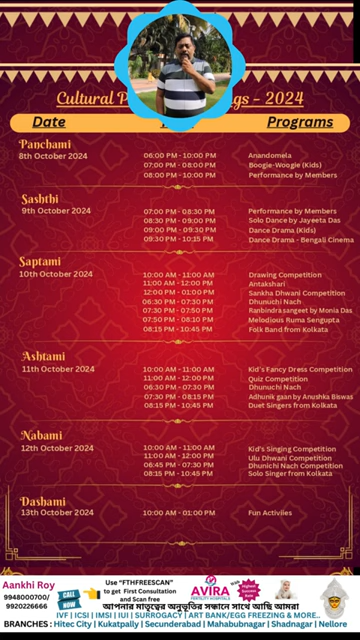 Cultural P gs - 2024
Date Programs
Panchami
8th October 2024
06:00 PM - 10:00 PM Anandomela
07:00 PM - 08:00 PM Boogie-Woogie (Kids)
08:00 PM - 10:00 PM Performance by Members
Sashthi
9th October 2024
07:00 PM - 08:30 PM Performance by Members
08:30 PM - 09:00 PM Solo Dance by Jayeeta Das
09:00 PM - 09:30 PM Dance Drama (Kids)
09:30 PM - 10:15 PM Dance Drama - Bengali Cinema
Saptami
10th October 2024
10:00 AM - 11:00 AM Drawing Competition
11:00 AM - 12:00 PM Antakshari
12:00 PM - 01:00 PM Sankha Dhwani Competition
06:30 PM - 07:30 PM Dhunuchi Nach
07:30 PM - 07:50 PM Ranbindra sangeet by Monia Das
07:50 PM - 08:10 PM Melodious Ruma Sengupta
08:15 PM - 10:45 PM Folk Band from Kolkata
Ashtami
11th October 2024
10:00 AM - 11:00 AM Kid's Fancy Dress Competition
11:00 AM - 12:00 PM Quiz Competition
06:30 PM - 07:30 PM Dhunuchi Nach
07:30 PM - 08:15 PM Adhunik gaan by Anushka Biswas
08:15 PM - 10:45 PM Duet Singers from Kolkata
Nabami
12th October 2024
10:00 AM - 11:00 AM Kid's Singing Competition
11:00 AM - 12:00 PM Ulu Dhwani Competition
06:45 PM - 07:30 PM Dhunichi Nach Competition
08:15 PM - 10:45 PM Solo Singer from Kolkata
Dashami
13th October 2024
10:00 AM - 01:00 PM Fun Activiies
Aankhi Roy
9948000700/
9920226666
CALL NOW
Use "FTHFREESCAN"
to get First Consultation
and Scan free
AVIRA
FERTILITY HOSPITALS
With Highest Success Rate
আপনার মাতৃত্বের অনুভূতির সন্ধানে সাথে আছি আমরা
IVF | ICSI | IMSI | IUI | SURROGACY | ART BANK/EGG FREEZING & MORE..
BRANCHES : Hitec City | Kukatpally | Secunderabad | Mahabubnagar | Shadnagar | Nellore